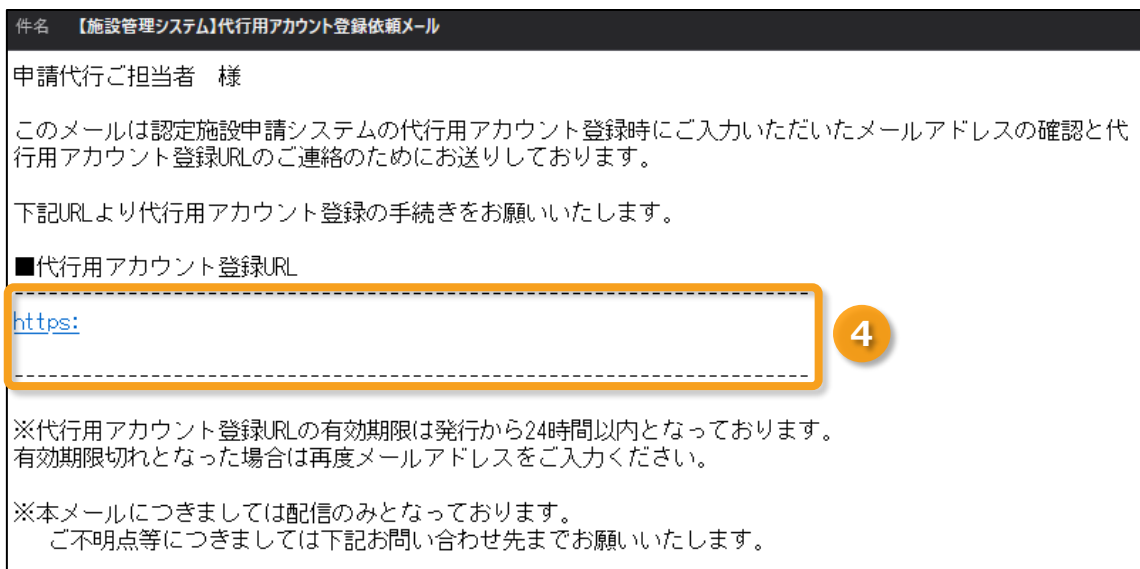 件名 【施設管理システム】代行用アカウント登録依頼メール
申請代行ご担当者　様
このメールは認定施設申請システムの代行用アカウント登録時にご入力いただいたメールアドレスの確認と代
行用アカウント登録URLのご連絡のためにお送りしております。
下記URLより代行用アカウント登録の手続きをお願いいたします。
■代行用アカウント登録URL
----------------------------------------------------------------------
https:
4
----------------------------------------------------------------------
※代行用アカウント登録URLの有効期限は発行から24時間以内となっております。
有効期限切れとなった場合は再度メールアドレスをご入力ください。
※本メールにつきましては配信のみとなっております。
　ご不明点等につきましては下記お問い合わせ先までお願いいたします。